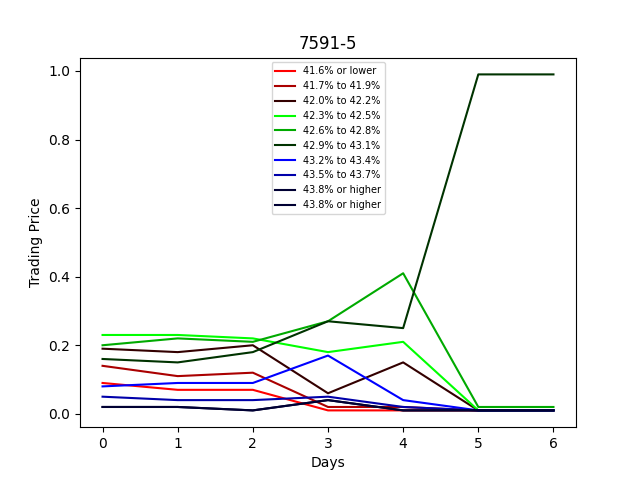 7591-5
41.6% or lower
41.7% to 41.9%
42.0% to 42.2%
42.3% to 42.5%
42.6% to 42.8%
42.9% to 43.1%
43.2% to 43.4%
43.5% to 43.7%
43.8% or higher
43.8% or higher
Trading Price
1.0
0.8
0.6
0.4
0.2
0.0
0 1 2 3 4 5 6
Days